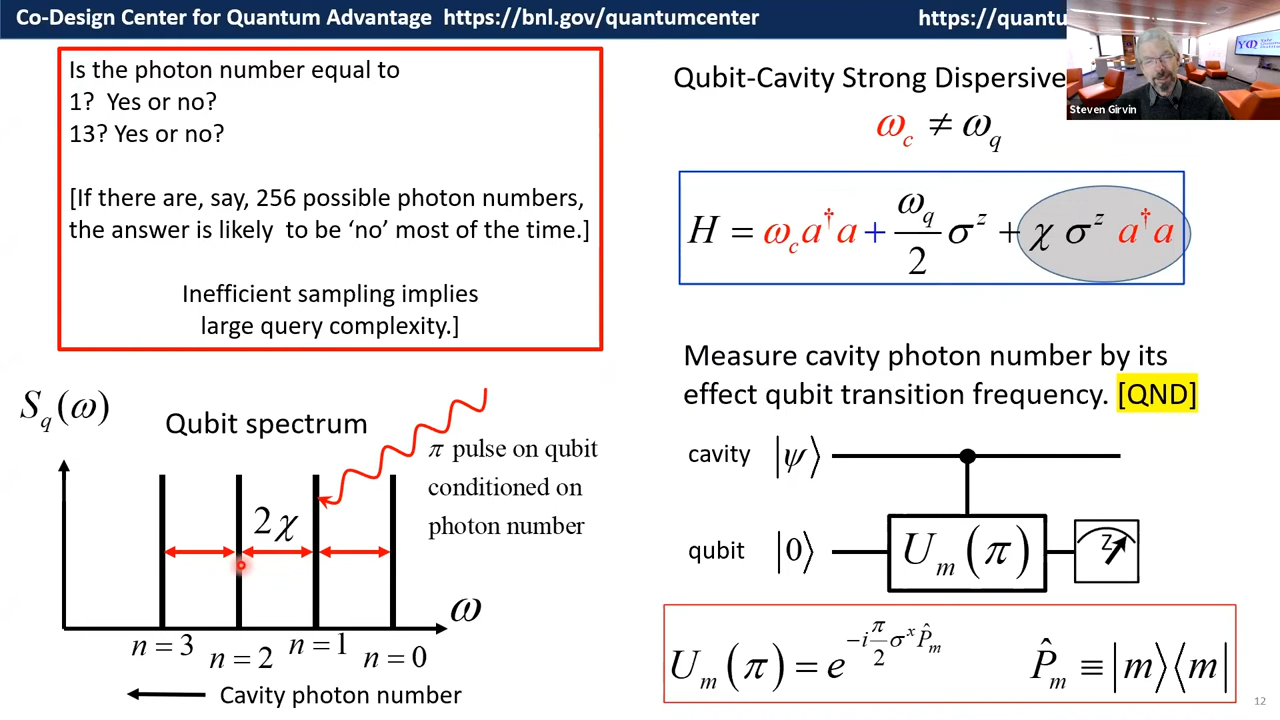 Co-Design Center for Quantum Advantage https://bnl.gov/quantumcenter
https://quantu
Steven Girvin
Is the photon number equal to
1? Yes or no?
13? Yes or no?
[If there are, say, 256 possible photon numbers,
the answer is likely to be ‘no’ most of the time.]
Inefficient sampling implies
large query complexity.]
Qubit-Cavity Strong Dispersive
ω_c ≠ ω_q
H = ω_c a†a + ω_q/2 σ^z + χ σ^z a†a
Measure cavity photon number by its
effect qubit transition frequency. [QND]
S_q(ω)
Qubit spectrum
π pulse on qubit
conditioned on
photon number
2χ
ω
n = 3
n = 2
n = 1
n = 0
Cavity photon number
cavity |ψ⟩
qubit |0⟩ U_m(π) Z
U_m(π) = e^{-i π/2 σ^x P̂_m} P̂_m ≡ |m⟩⟨m|
12